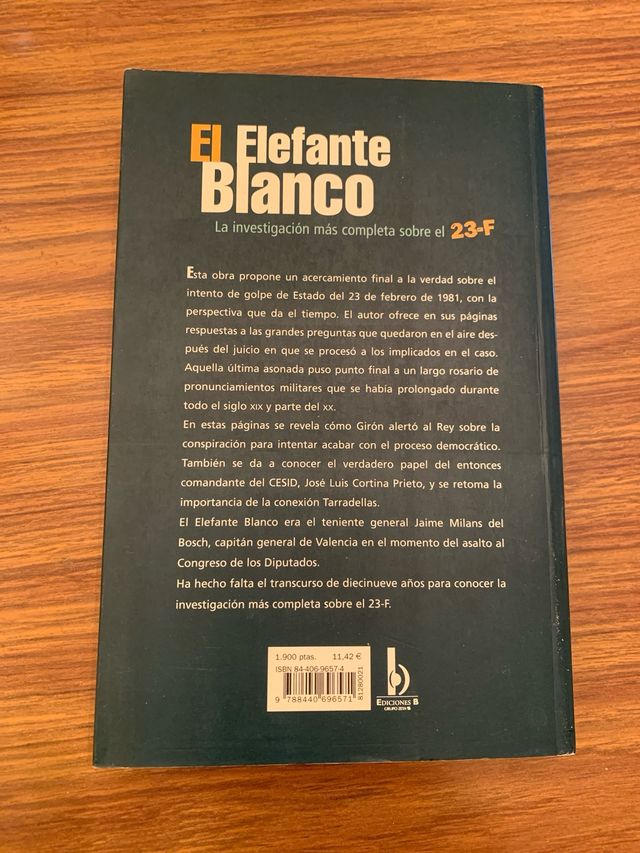 El Elefante
Blanco
La investigación más completa sobre el 23-F
Esta obra propone un acercamiento final a la verdad sobre el
intento de golpe de Estado del 23 de febrero de 1981, con la
perspectiva que da el tiempo. El autor ofrece en sus páginas
respuestas a las grandes preguntas que quedaron en el aire des-
pués del juicio en que se procesó a los implicados en el caso.
Aquella última asonada puso punto final a un largo rosario de
pronunciamientos militares que se había prolongado durante
todo el siglo XIX y parte del XX.
En estas páginas se revela cómo Girón alertó al Rey sobre la
conspiración para intentar acabar con el proceso democrático.
También se da a conocer el verdadero papel del entonces
comandante del CESID, José Luis Cortina Prieto, y se retoma la
importancia de la conexión Tarradellas.
El Elefante Blanco era el teniente general Jaime Milans del
Bosch, capitán general de Valencia en el momento del asalto al
Congreso de los Diputados.
Ha hecho falta el transcurso de diecinueve años para conocer la
investigación más completa sobre el 23-F.
1.900 ptas. 11,42 €
ISBN 84-406-9657-4
9 788440 696571
81280021
b
EDICIONES B
GRUPO ZETA